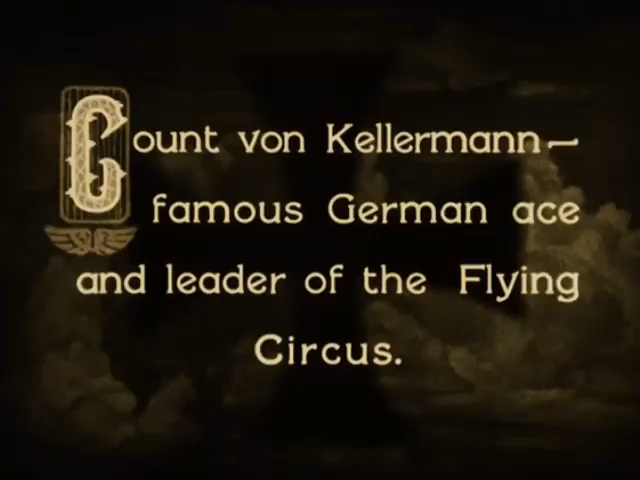 Count von Kellermann—
famous German ace
and leader of the Flying
Circus.